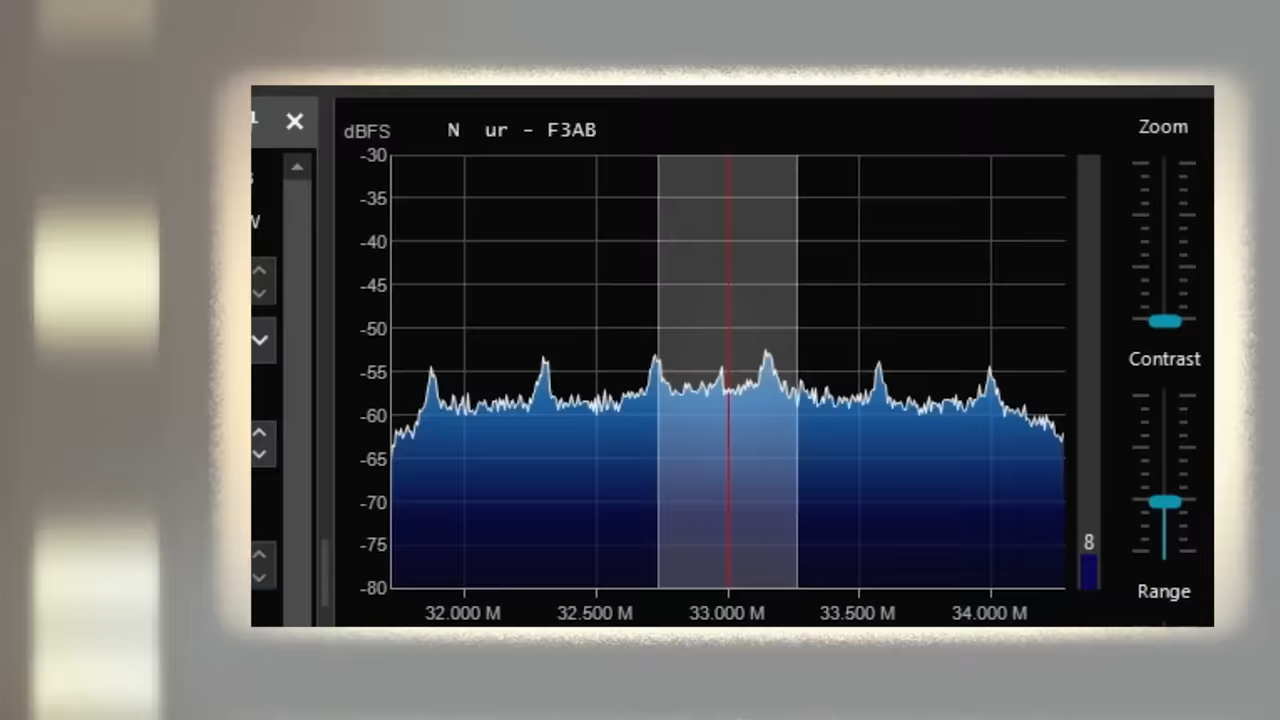 dBFS
N ur - F3AB
Zoom
-30
-35
-40
-45
-50
-55
-60
-65
-70
-75
-80
Contrast
8
Range
32.000 M 32.500 M 33.000 M 33.500 M 34.000 M